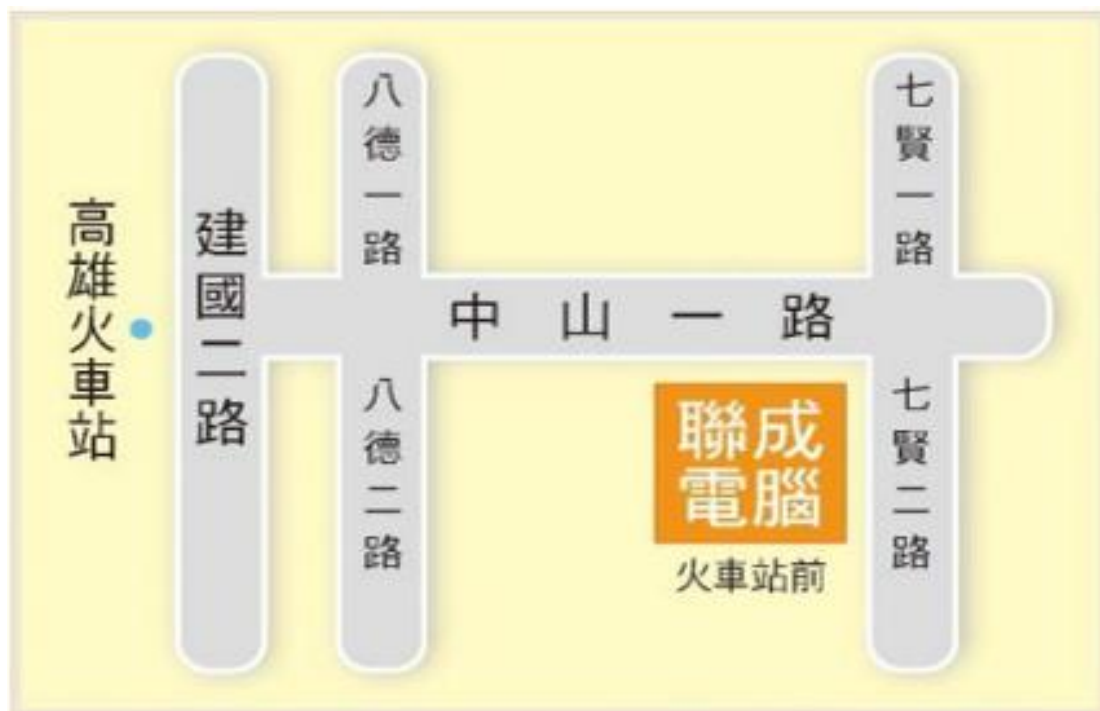 高雄火車站
建國二路
八德一路
八德二路
中山一路
七賢一路
七賢二路
聯成
電腦
火車站前